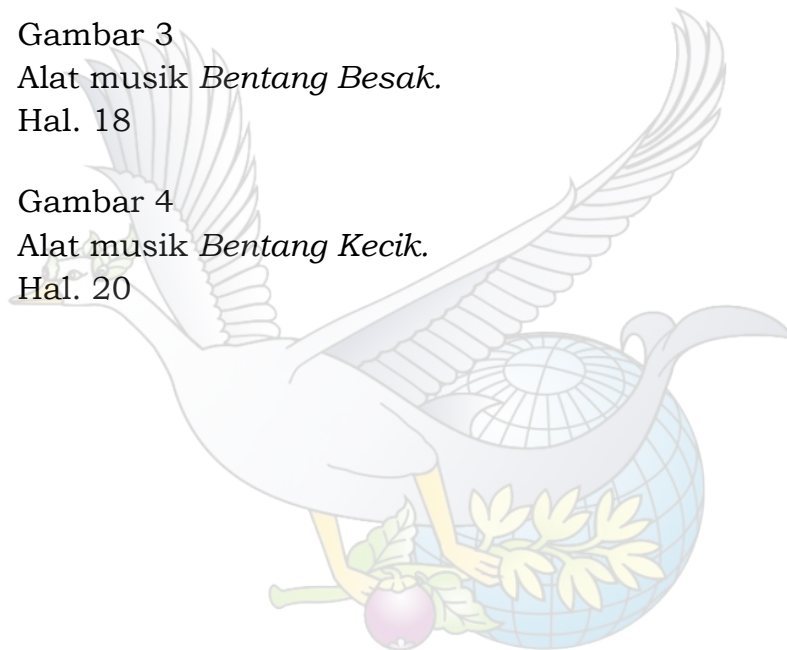 Gambar 3
Alat musik Bentang Besak.
Hal. 18
Gambar 4
Alat musik Bentang Kecik.
Hal. 20